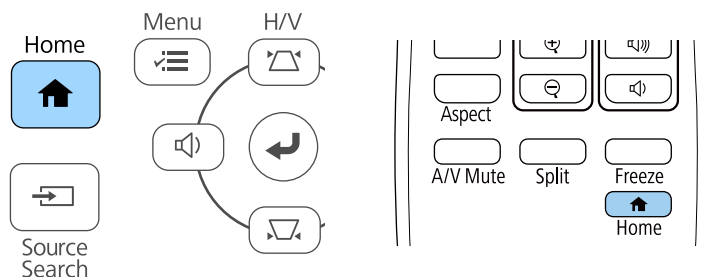 Menu
H/V
Home
Source
Search
Aspect
A/V Mute
Split
Freeze
Home